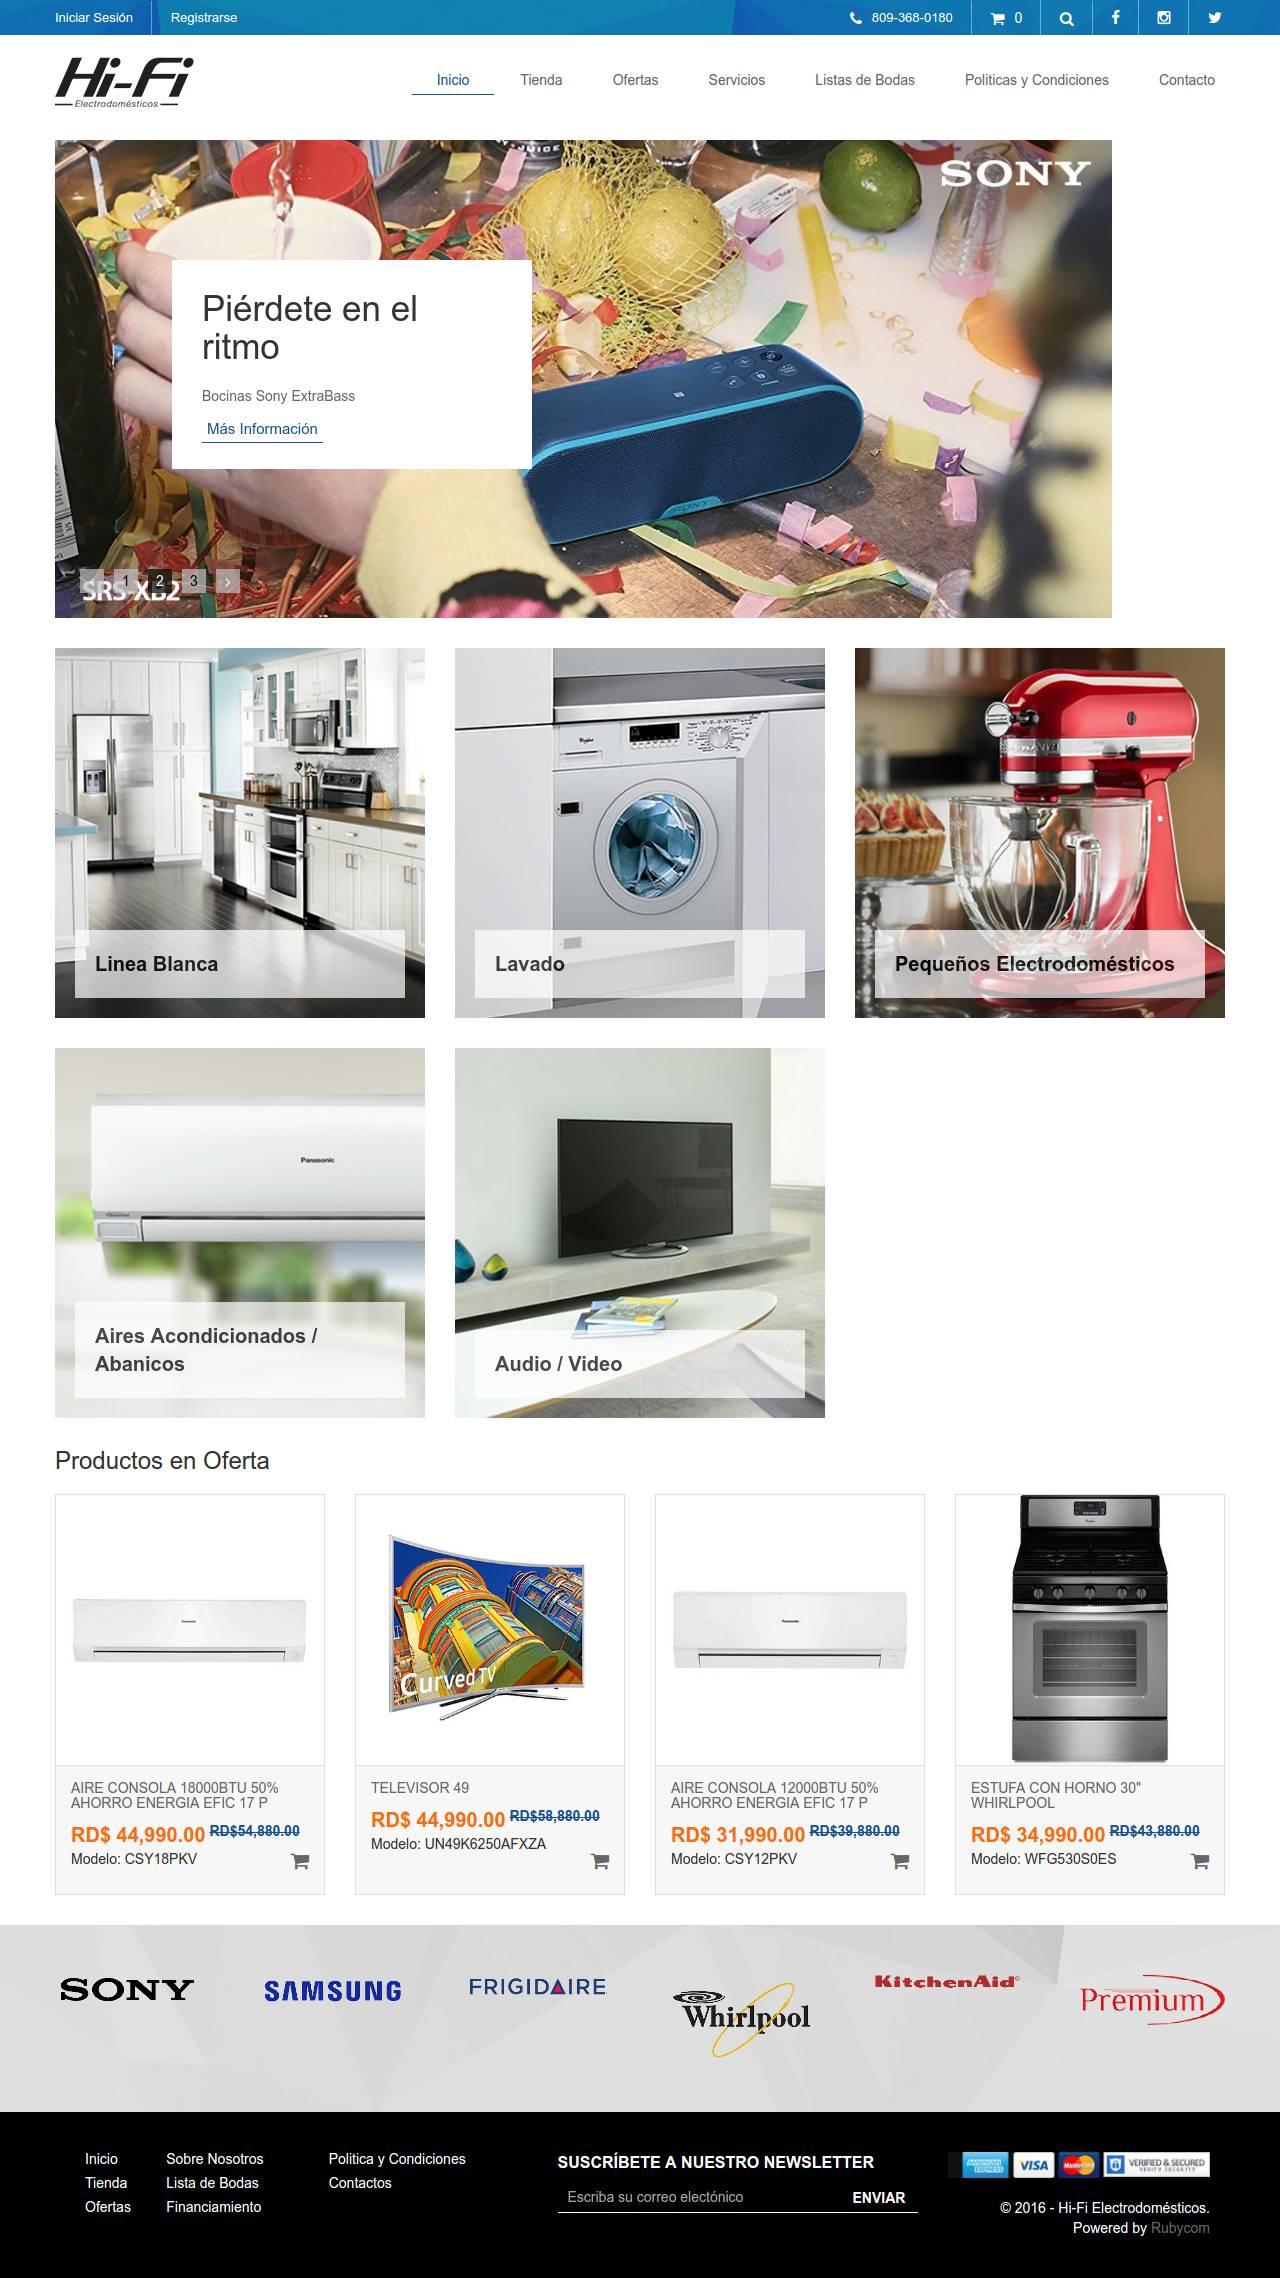 Iniciar Sesión
Registrarse
809-368-0180
0
Hi-Fi
Electrodomésticos
Inicio
Tienda
Ofertas
Servicios
Listas de Bodas
Politicas y Condiciones
Contacto
SONY
Piérdete en el
ritmo
Bocinas Sony ExtraBass
Más Información
‹ 1 2 3 ›
SRS-XB2
Linea Blanca
Lavado
Pequeños Electrodomésticos
Panasonic
Aires Acondicionados /
Abanicos
Audio / Video
Productos en Oferta
Curved TV
AIRE CONSOLA 18000BTU 50%
AHORRO ENERGIA EFIC 17 P
RD$ 44,990.00 RD$54,880.00
Modelo: CSY18PKV
TELEVISOR 49
RD$ 44,990.00 RD$58,880.00
Modelo: UN49K6250AFXZA
AIRE CONSOLA 12000BTU 50%
AHORRO ENERGIA EFIC 17 P
RD$ 31,990.00 RD$39,880.00
Modelo: CSY12PKV
ESTUFA CON HORNO 30"
WHIRLPOOL
RD$ 34,990.00 RD$43,880.00
Modelo: WFG530S0ES
SONY
SAMSUNG
FRIGIDAIRE
Whirlpool
KitchenAid
Premium
Inicio
Tienda
Ofertas
Sobre Nosotros
Lista de Bodas
Financiamiento
Politica y Condiciones
Contactos
SUSCRÍBETE A NUESTRO NEWSLETTER
Escriba su correo electónico
ENVIAR
AMERICAN EXPRESS
VISA
MasterCard
VERIFIED & SECURED
VERIFY SECURITY
© 2016 - Hi-Fi Electrodomésticos.
Powered by Rubycom